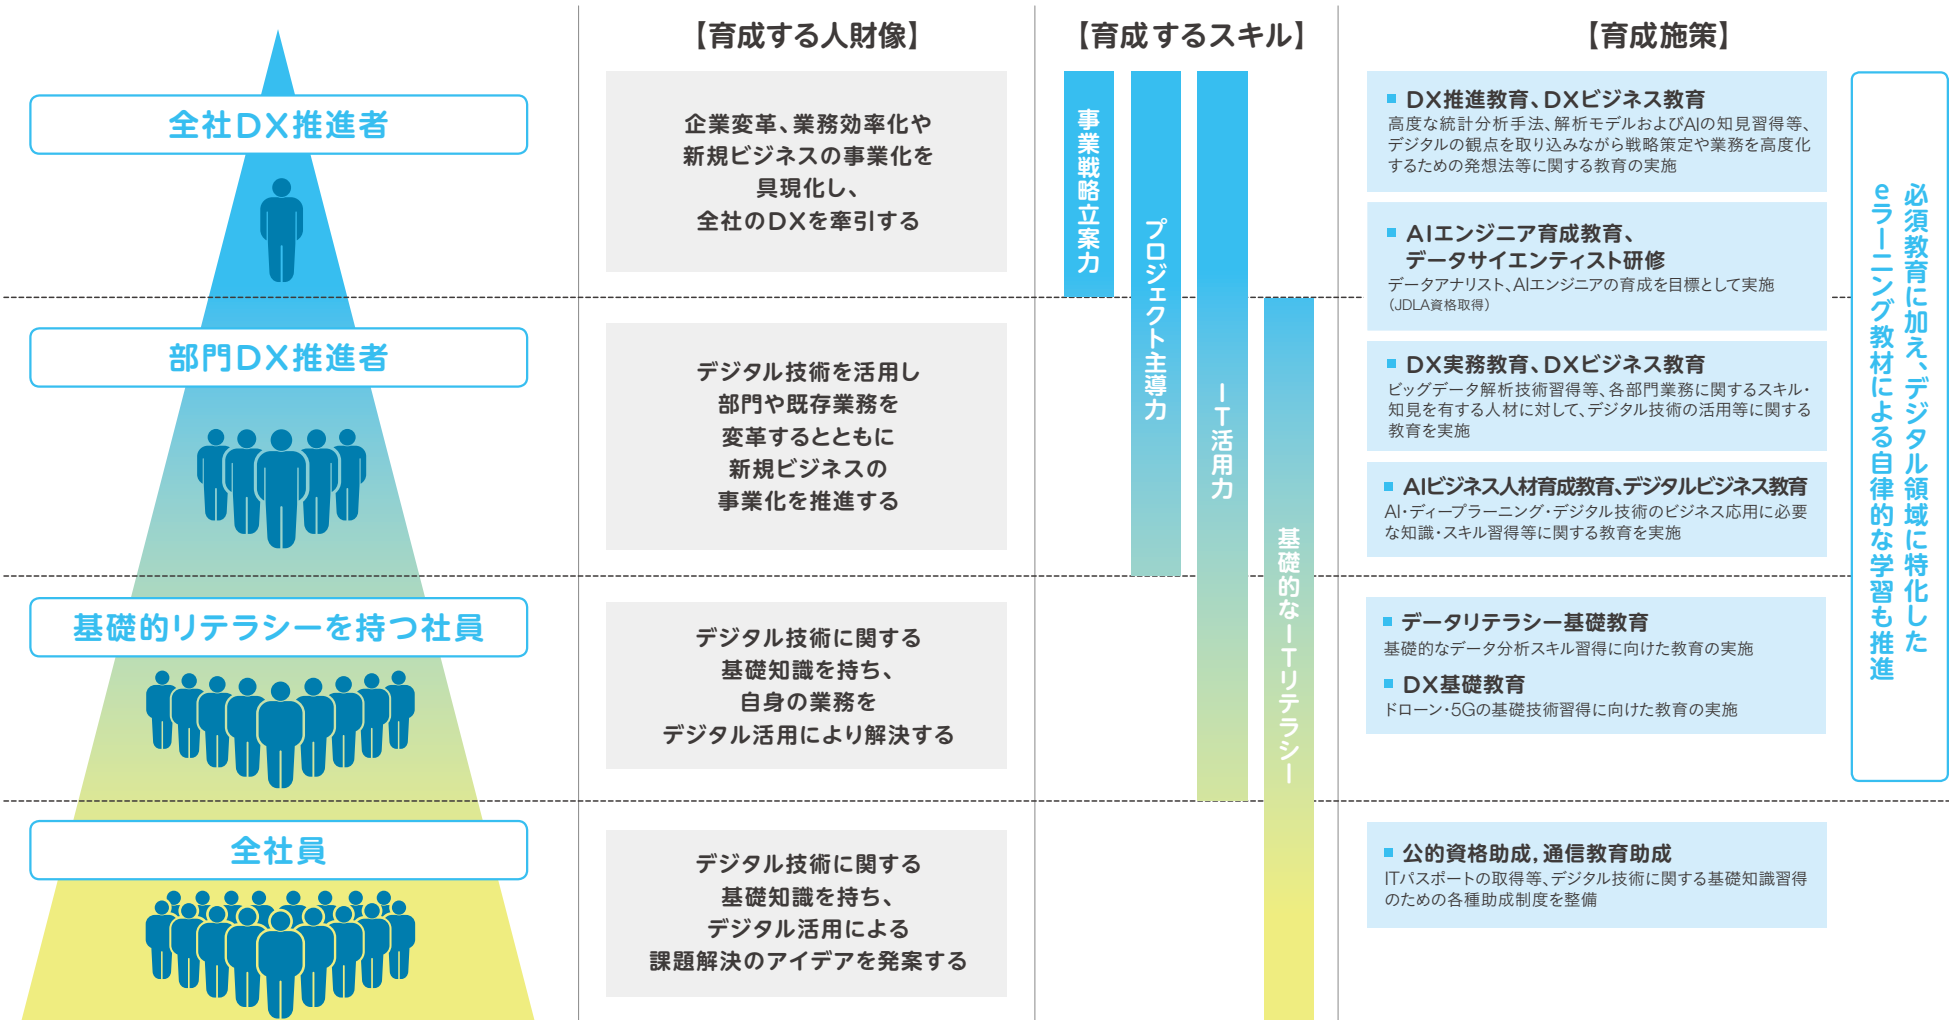 【育成する人財像】
【育成するスキル】
【育成施策】
全社DX推進者
企業変革、業務効率化や
新規ビジネスの事業化を
具現化し、
全社のDXを牽引する
部門DX推進者
デジタル技術を活用し
部門や既存業務を
変革するとともに
新規ビジネスの
事業化を推進する
基礎的リテラシーを持つ社員
デジタル技術に関する
基礎知識を持ち、
自身の業務を
デジタル活用により解決する
全社員
デジタル技術に関する
基礎知識を持ち、
デジタル活用による
課題解決のアイデアを発案する
事業戦略立案力
プロジェクト主導力
IT活用力
基礎的なITリテラシー
■ DX推進教育、DXビジネス教育
高度な統計分析手法、解析モデルおよびAIの知見習得等、
デジタルの観点を取り込みながら戦略策定や業務を高度化
するための発想法等に関する教育の実施
■ AIエンジニア育成教育、
データサイエンティスト研修
データアナリスト、AIエンジニアの育成を目標として実施
（JDLA資格取得）
■ DX実務教育、DXビジネス教育
ビッグデータ解析技術習得等、各部門業務に関するスキル・
知見を有する人材に対して、デジタル技術の活用等に関する
教育を実施
■ AIビジネス人材育成教育、デジタルビジネス教育
AI・ディープラーニング・デジタル技術のビジネス応用に必要
な知識・スキル習得等に関する教育を実施
■ データリテラシー基礎教育
基礎的なデータ分析スキル習得に向けた教育の実施
■ DX基礎教育
ドローン・5Gの基礎技術習得に向けた教育の実施
■ 公的資格助成，通信教育助成
ITパスポートの取得等、デジタル技術に関する基礎知識習得
のための各種助成制度を整備
必須教育に加え、デジタル領域に特化した
eラーニング教材による自律的な学習も推進